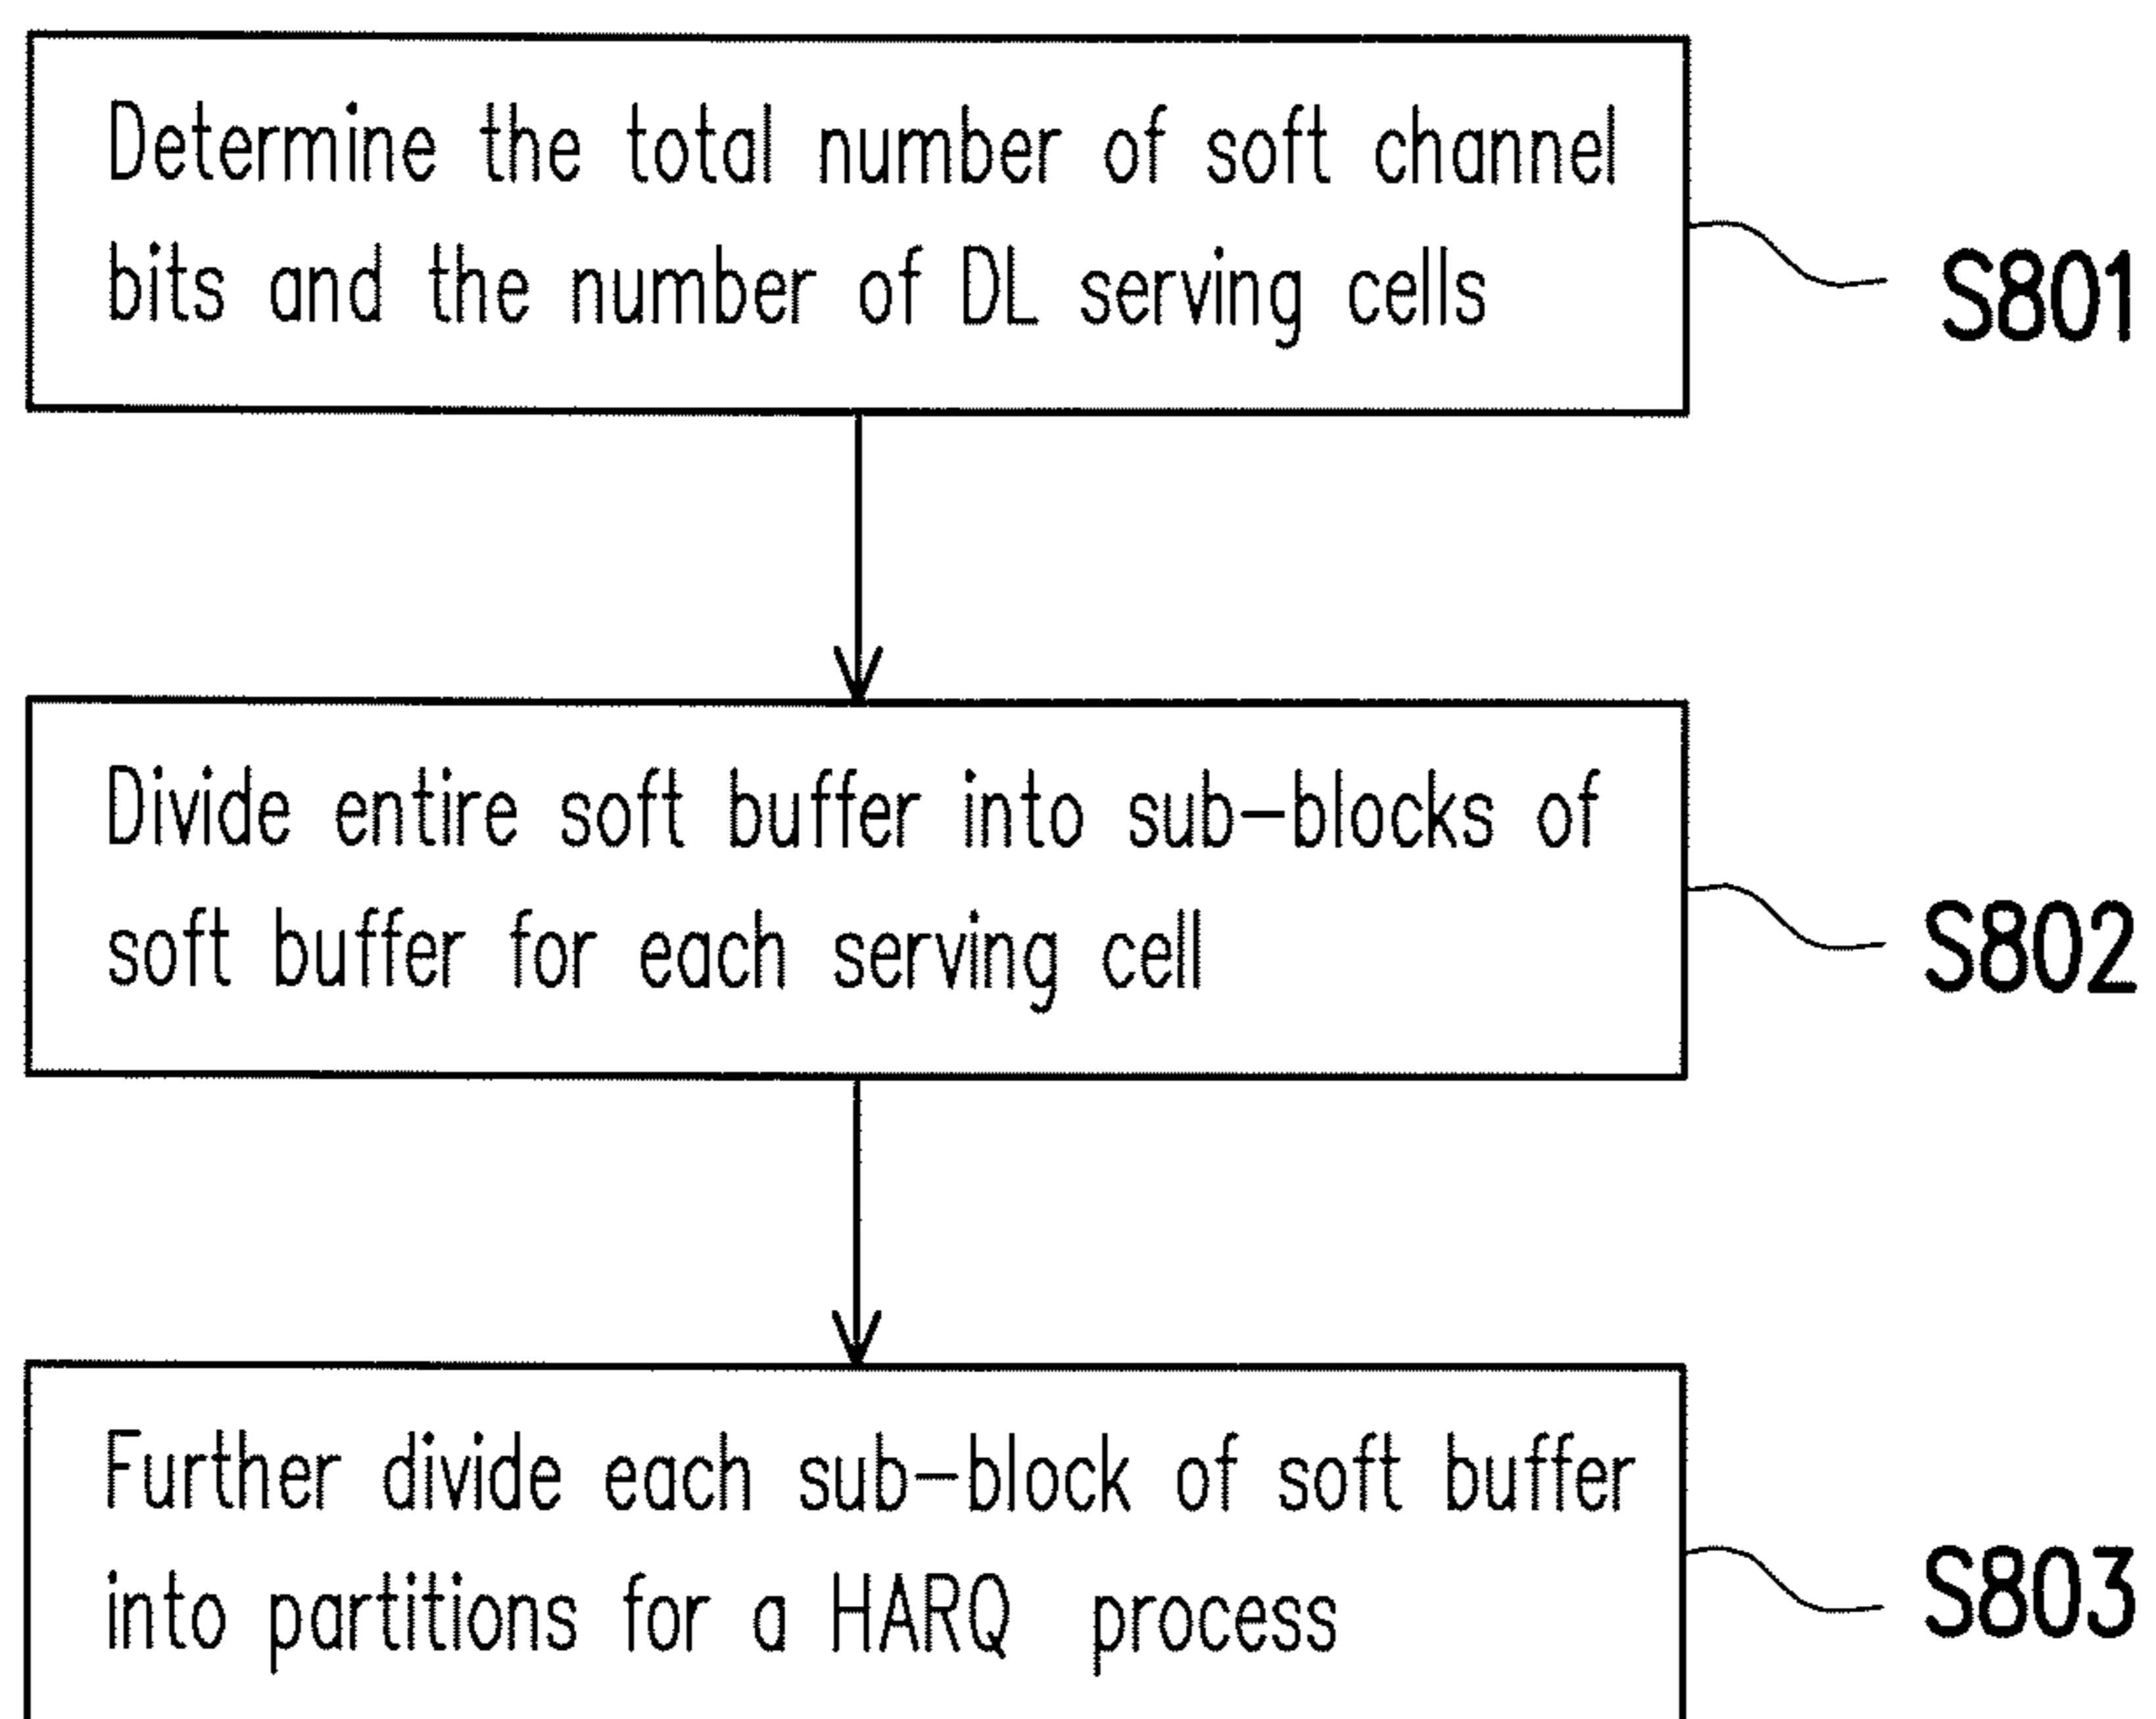 Determine the total number of soft channel
bits and the number of DL serving cells
S801
Divide entire soft buffer into sub-blocks of
soft buffer for each serving cell
S802
Further divide each sub-block of soft buffer
into partitions for a HARQ process
S803